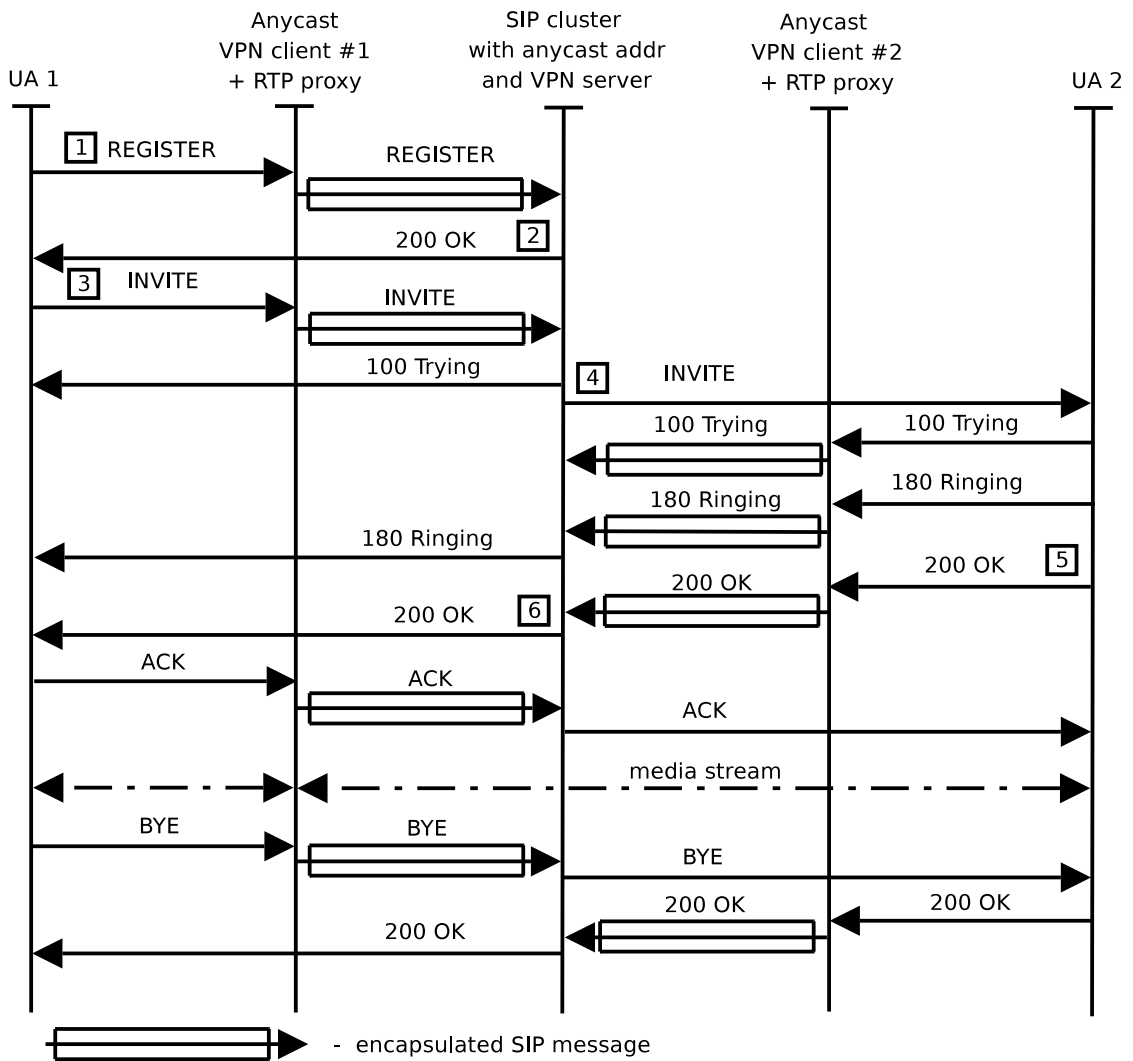 UA 1
Anycast
VPN client #1
+ RTP proxy
SIP cluster
with anycast addr
and VPN server
Anycast
VPN client #2
+ RTP proxy
UA 2
1 REGISTER
REGISTER
200 OK 2
3 INVITE
INVITE
100 Trying
4 INVITE
100 Trying
100 Trying
180 Ringing
180 Ringing
180 Ringing
200 OK 5
200 OK
200 OK 6
ACK
ACK
ACK
media stream
BYE
BYE
BYE
200 OK
200 OK
200 OK
- encapsulated SIP message